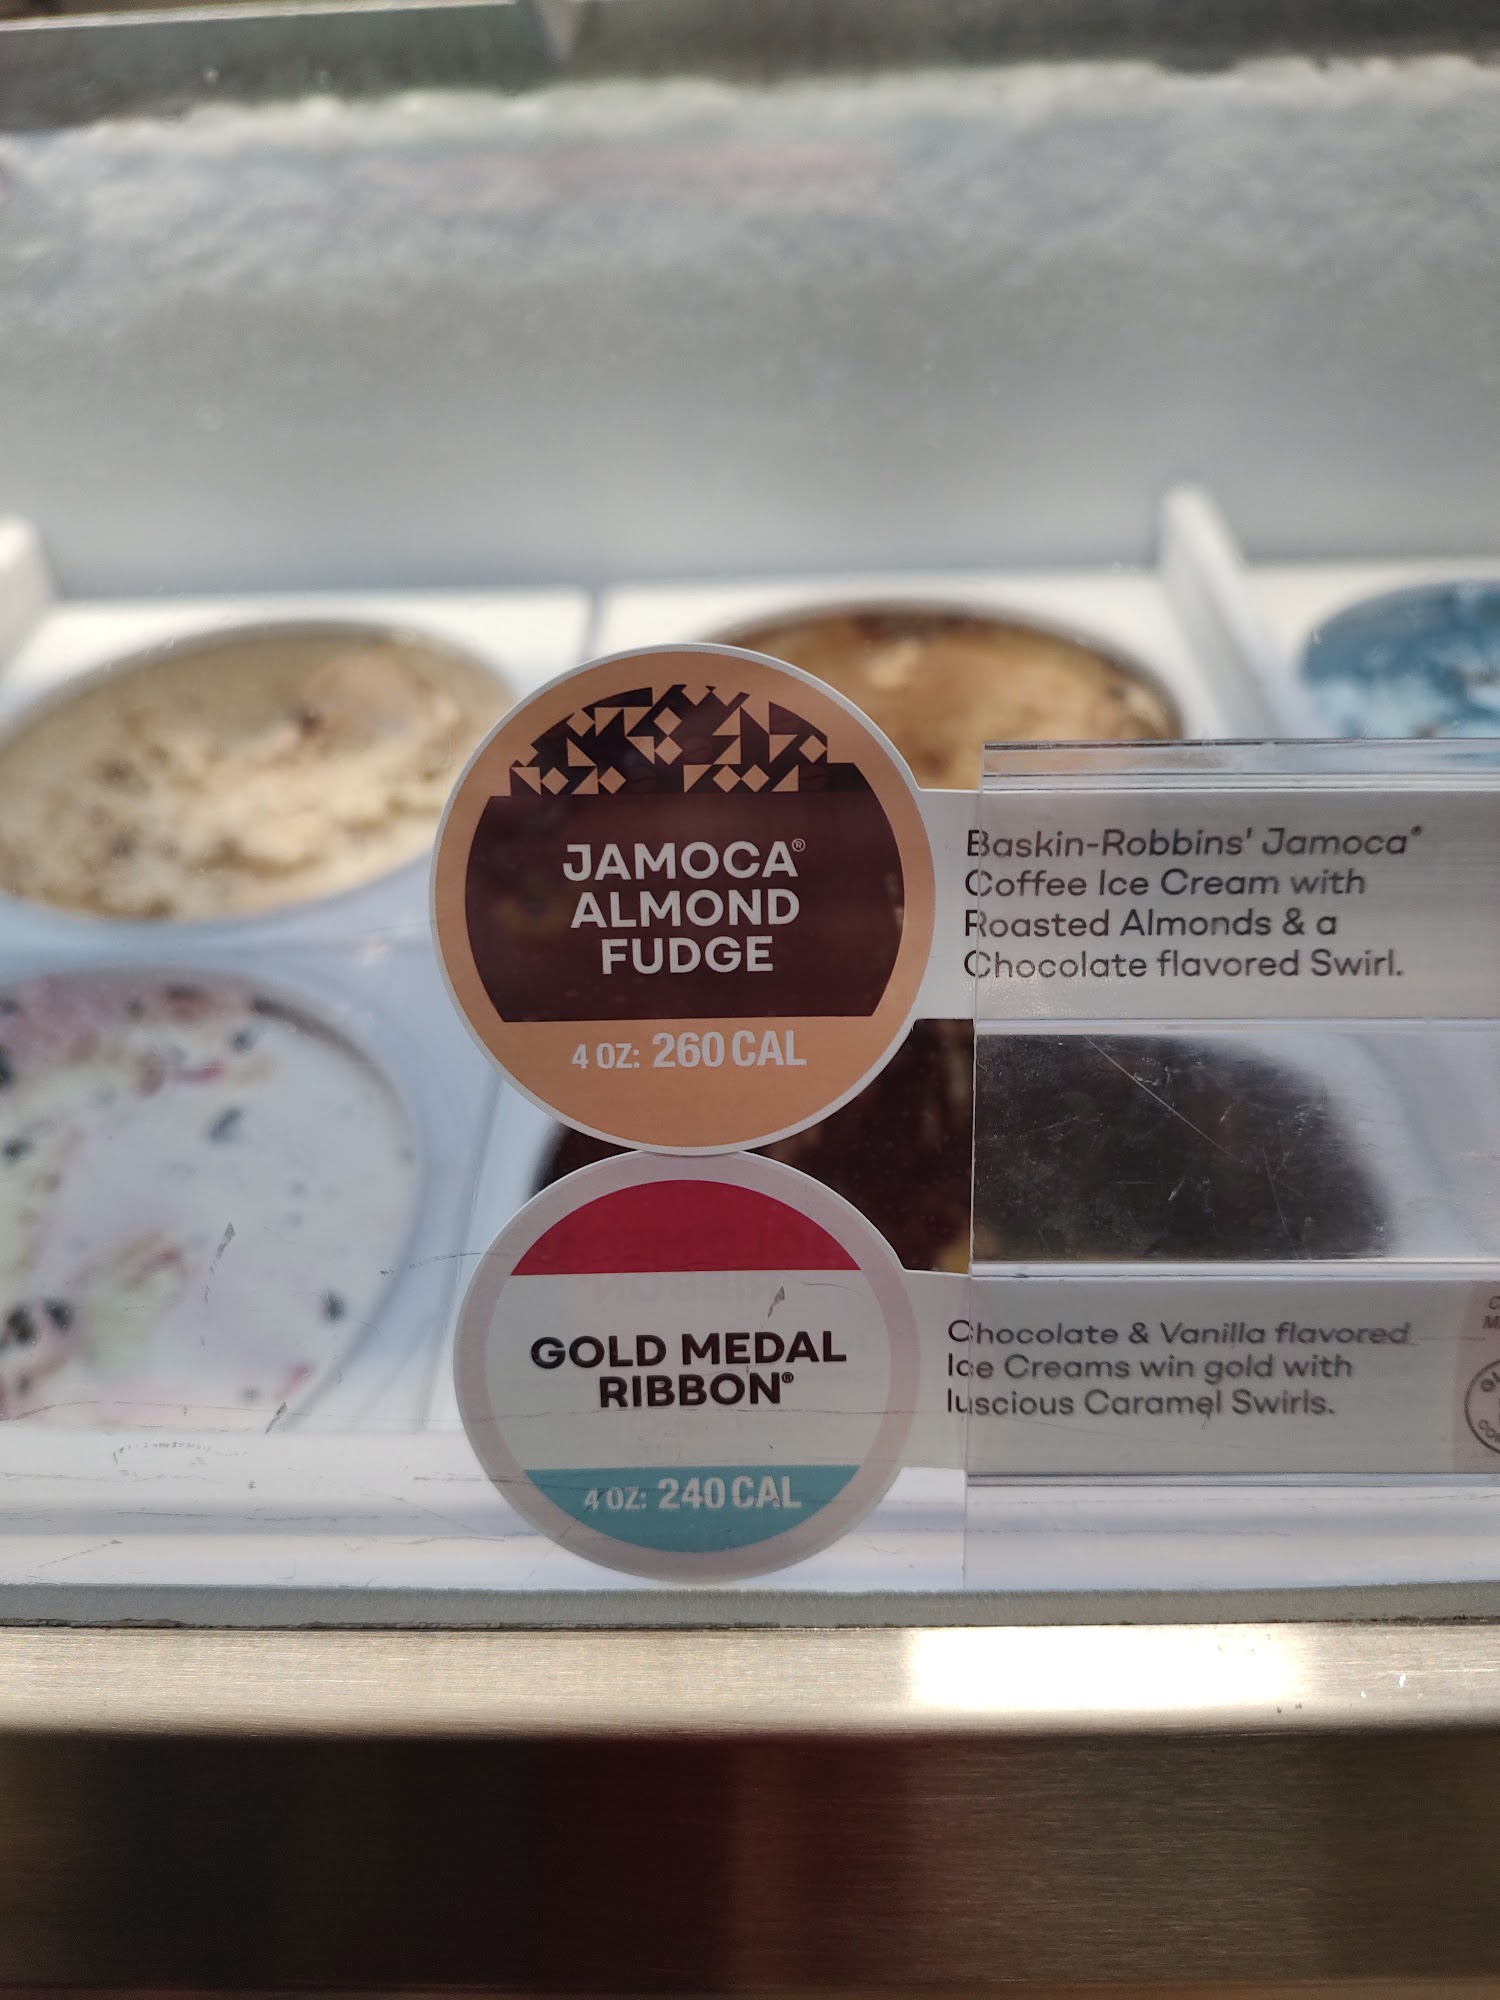 JAMOCA®
ALMOND
FUDGE
4 OZ: 260 CAL
Baskin-Robbins' Jamoca®
Coffee Ice Cream with
Roasted Almonds & a
Chocolate flavored Swirl.
GOLD MEDAL
RIBBON®
4 OZ: 240 CAL
Chocolate & Vanilla flavored
Ice Creams win gold with
luscious Caramel Swirls.